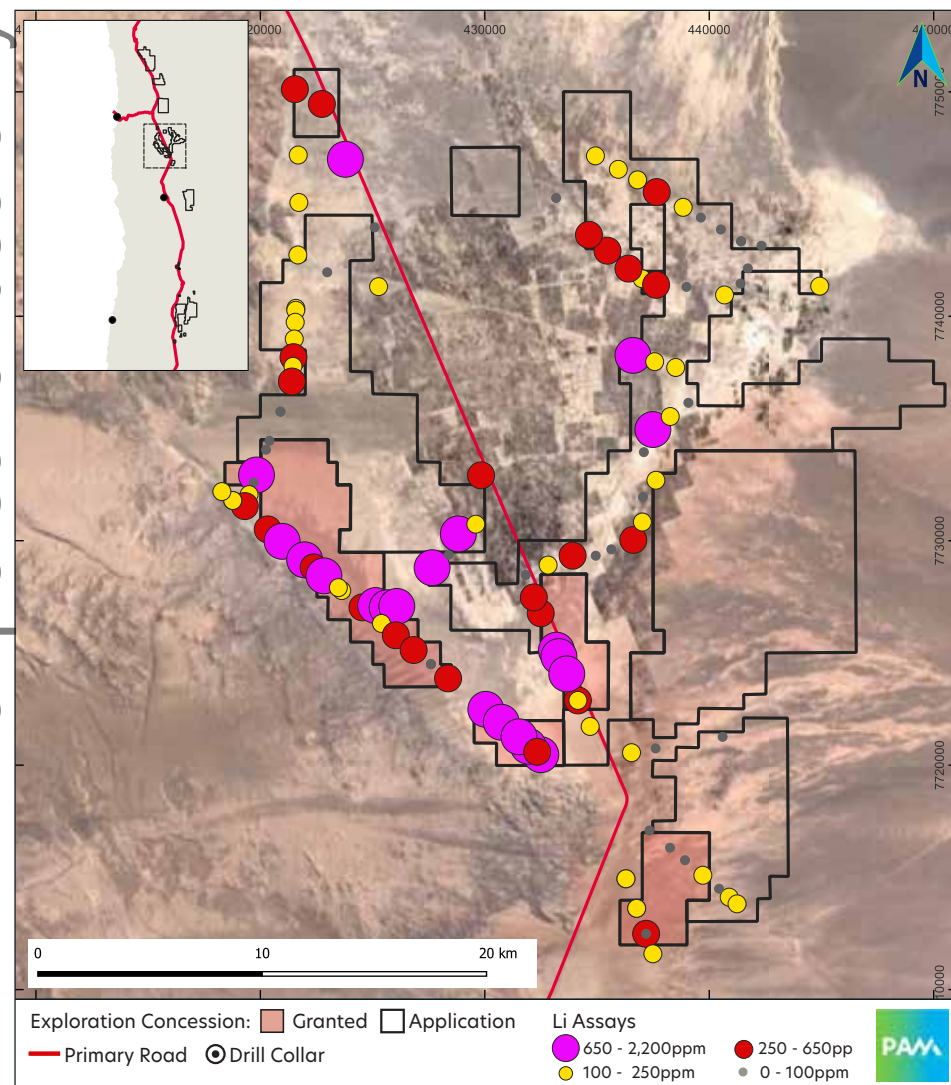 20000 430000 440000
7750000
7740000
7730000
7720000
N
0 10 20 km
Exploration Concession: Granted Application
Primary Road Drill Collar
Li Assays
650 - 2,200ppm 250 - 650pp
100 - 250ppm 0 - 100ppm
PAM